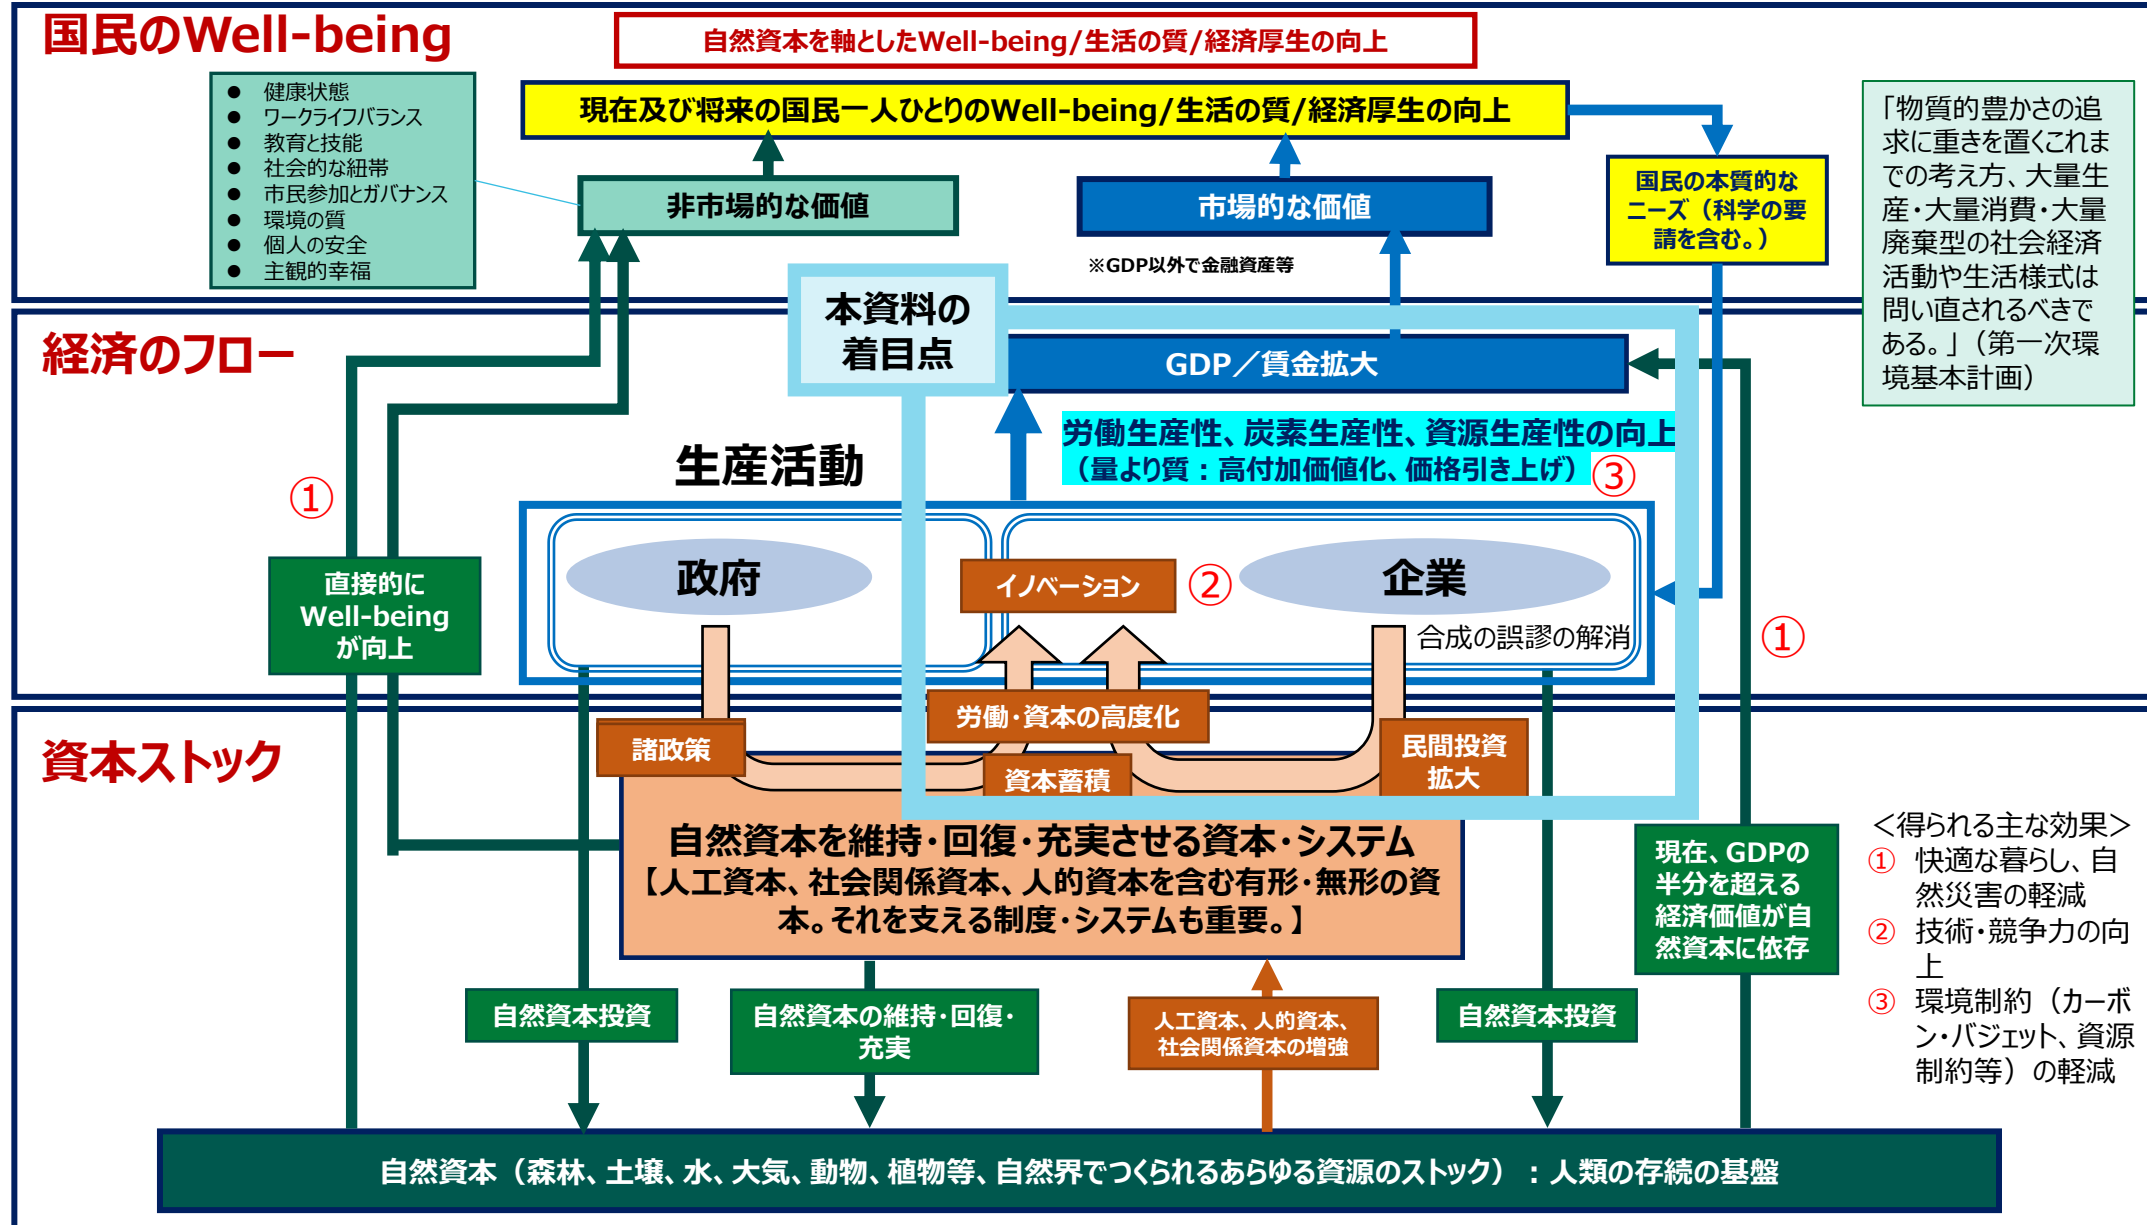 国民のWell-being
自然資本を軸としたWell-being/生活の質/経済厚生の向上
● 健康状態
● ワークライフバランス
● 教育と技能
● 社会的な紐帯
● 市民参加とガバナンス
● 環境の質
● 個人の安全
● 主観的幸福
現在及び将来の国民一人ひとりのWell-being/生活の質/経済厚生の向上
非市場的な価値
市場的な価値
※GDP以外で金融資産等
国民の本質的な
ニーズ（科学の要
請を含む。）
「物質的豊かさの追
求に重きを置くこれま
での考え方、大量生
産・大量消費・大量
廃棄型の社会経済
活動や生活様式は
問い直されるべきで
ある。」（第一次環
境基本計画）
経済のフロー
本資料の
着目点
GDP／賃金拡大
労働生産性、炭素生産性、資源生産性の向上
（量より質：高付加価値化、価格引き上げ）
③
生産活動
①
直接的に
Well-being
が向上
政府
イノベーション
②
企業
合成の誤謬の解消
①
資本ストック
諸政策
労働・資本の高度化
資本蓄積
民間投資
拡大
自然資本を維持・回復・充実させる資本・システム
【人工資本、社会関係資本、人的資本を含む有形・無形の資
本。それを支える制度・システムも重要。】
現在、GDPの
半分を超える
経済価値が自
然資本に依存
＜得られる主な効果＞
① 快適な暮らし、自
然災害の軽減
② 技術・競争力の向
上
③ 環境制約（カーボ
ン・バジェット、資源
制約等）の軽減
自然資本投資
自然資本の維持・回復・
充実
人工資本、人的資本、
社会関係資本の増強
自然資本投資
自然資本（森林、土壌、水、大気、動物、植物等、自然界でつくられるあらゆる資源のストック）：人類の存続の基盤